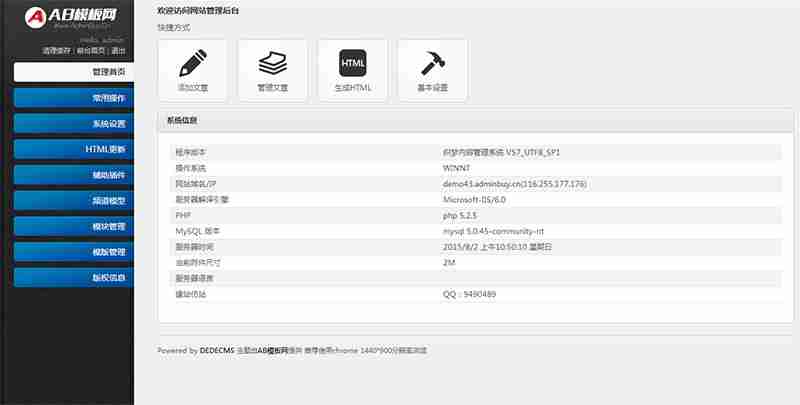 AB模板网
Www.AdminBuy.Cn
Hello, admin
清理缓存 | 前台首页 | 退出
管理首页
常用操作
系统设置
HTML更新
辅助插件
频道模型
模块管理
模板管理
版权信息
欢迎访问网站管理后台
快捷方式
添加文章
管理文章
HTML
生成HTML
基本设置
系统信息
程序版本 织梦内容管理系统 V57_UTF8_SP1
操作系统 WINNT
网站域名/IP demo43.adminbuy.cn(116.255.177.176)
服务器解译引擎 Microsoft-IIS/6.0
PHP php 5.2.5
MySQL 版本 mysql 5.0.45-community-nt
服务器时间 2015/8/2 上午10:50:10 星期日
当前附件尺寸 2M
服务器语言
建站仿站 QQ：9490489
Powered by DEDECMS 主题由AB模板网提供 推荐使用chrome 1440*900分辨率浏览